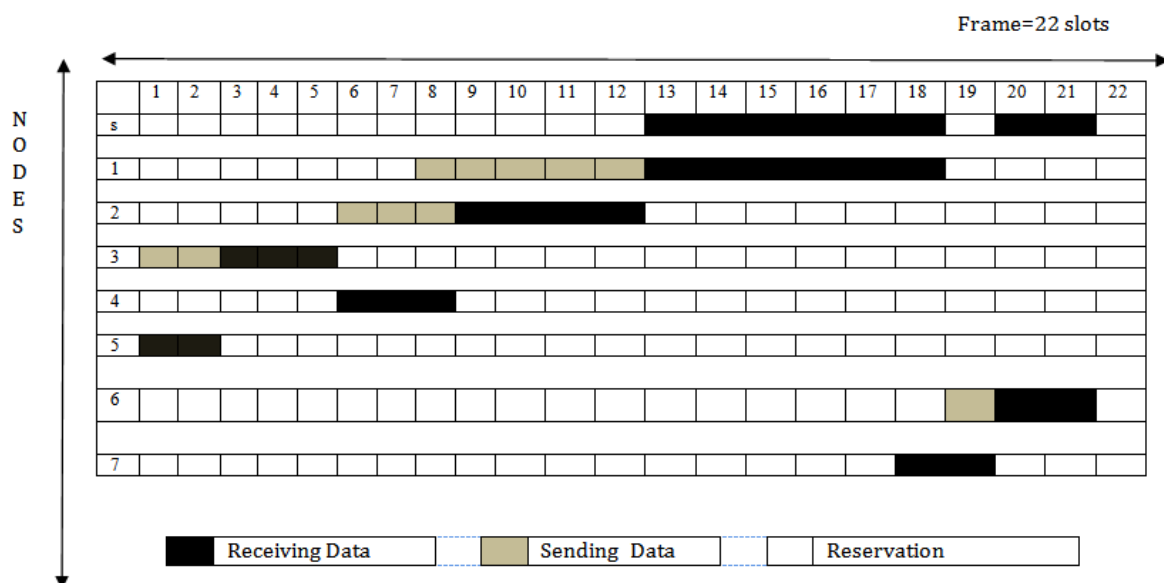 Frame=22 slots
1 2 3 4 5 6 7 8 9 10 11 12 13 14 15 16 17 18 19 20 21 22
NODES
s
1
2
3
4
5
6
7
Receiving Data Sending Data Reservation